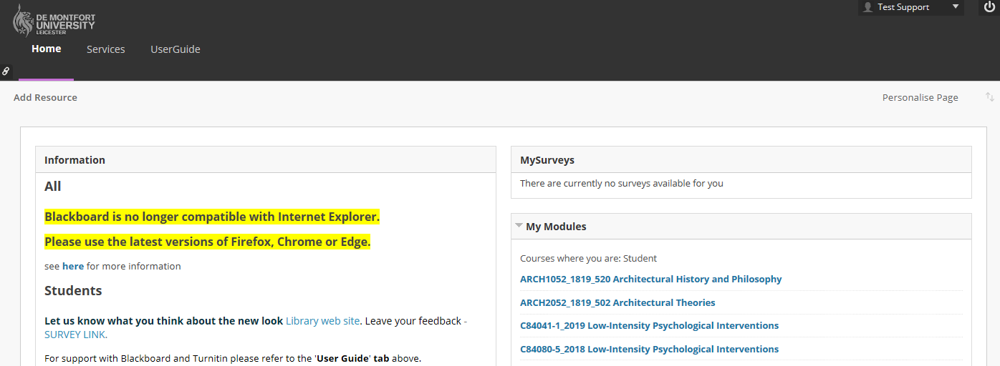 DE MONTFORT
UNIVERSITY
LEICESTER
Test Support
Home
Services
UserGuide
Add Resource
Personalise Page
Information
All
Blackboard is no longer compatible with Internet Explorer.
Please use the latest versions of Firefox, Chrome or Edge.
see here for more information
Students
Let us know what you think about the new look Library web site. Leave your feedback -
SURVEY LINK.
For support with Blackboard and Turnitin please refer to the 'User Guide' tab above.
MySurveys
There are currently no surveys available for you
My Modules
Courses where you are: Student
ARCH1052_1819_520 Architectural History and Philosophy
ARCH2052_1819_502 Architectural Theories
C84041-1_2019 Low-Intensity Psychological Interventions
C84080-5_2018 Low-Intensity Psychological Interventions